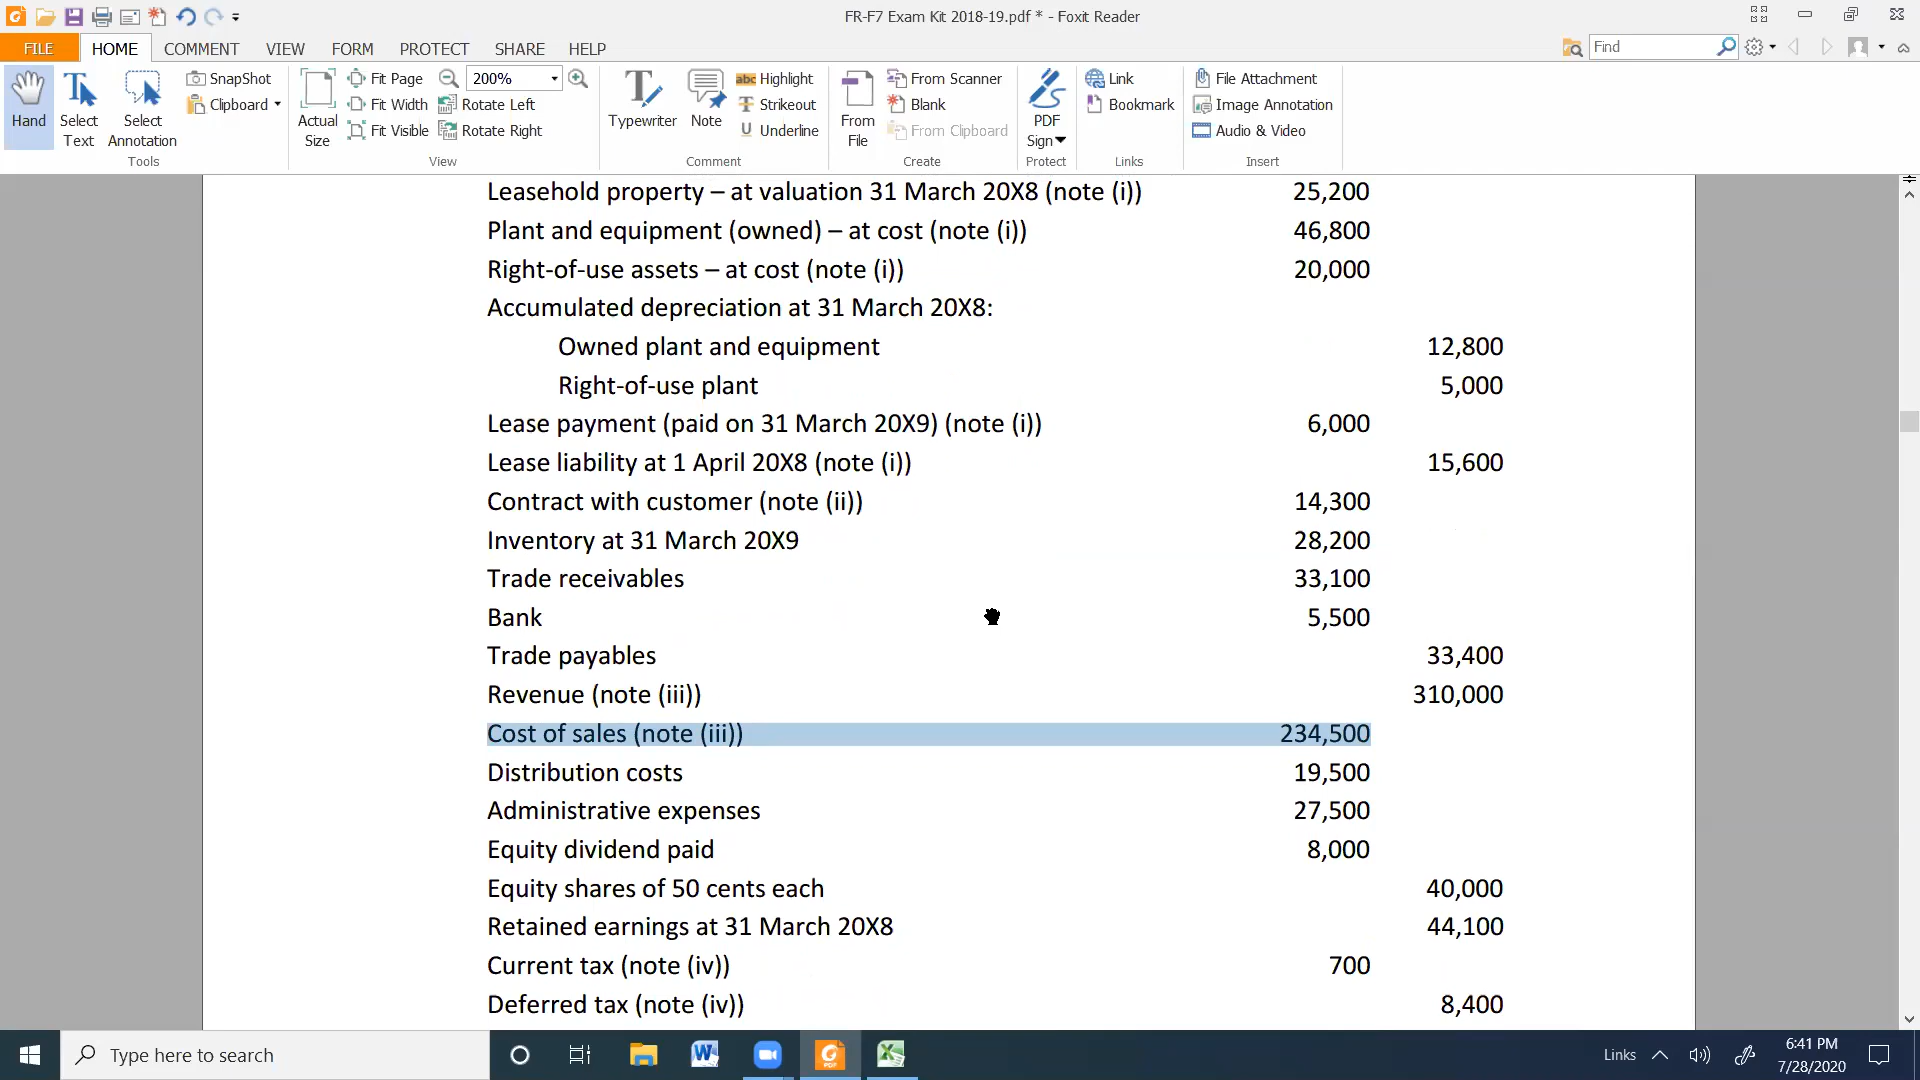 FR-F7 Exam Kit 2018-19.pdf * - Foxit Reader
FILE HOME COMMENT VIEW FORM PROTECT SHARE HELP Find
Hand
Select Text
Select Annotation
SnapShot
Clipboard
Tools
Actual Size
Fit Page
Fit Width
Fit Visible
200%
Rotate Left
Rotate Right
View
Typewriter
Note
abc Highlight
Strikeout
Underline
Comment
From File
From Scanner
Blank
From Clipboard
Create
PDF Sign
Protect
Link
Bookmark
Links
File Attachment
Image Annotation
Audio & Video
Insert
Leasehold property – at valuation 31 March 20X8 (note (i)) 25,200
Plant and equipment (owned) – at cost (note (i)) 46,800
Right-of-use assets – at cost (note (i)) 20,000
Accumulated depreciation at 31 March 20X8:
Owned plant and equipment 12,800
Right-of-use plant 5,000
Lease payment (paid on 31 March 20X9) (note (i)) 6,000
Lease liability at 1 April 20X8 (note (i)) 15,600
Contract with customer (note (ii)) 14,300
Inventory at 31 March 20X9 28,200
Trade receivables 33,100
Bank 5,500
Trade payables 33,400
Revenue (note (iii)) 310,000
Cost of sales (note (iii)) 234,500
Distribution costs 19,500
Administrative expenses 27,500
Equity dividend paid 8,000
Equity shares of 50 cents each 40,000
Retained earnings at 31 March 20X8 44,100
Current tax (note (iv)) 700
Deferred tax (note (iv)) 8,400
Type here to search
Links
6:41 PM
7/28/2020